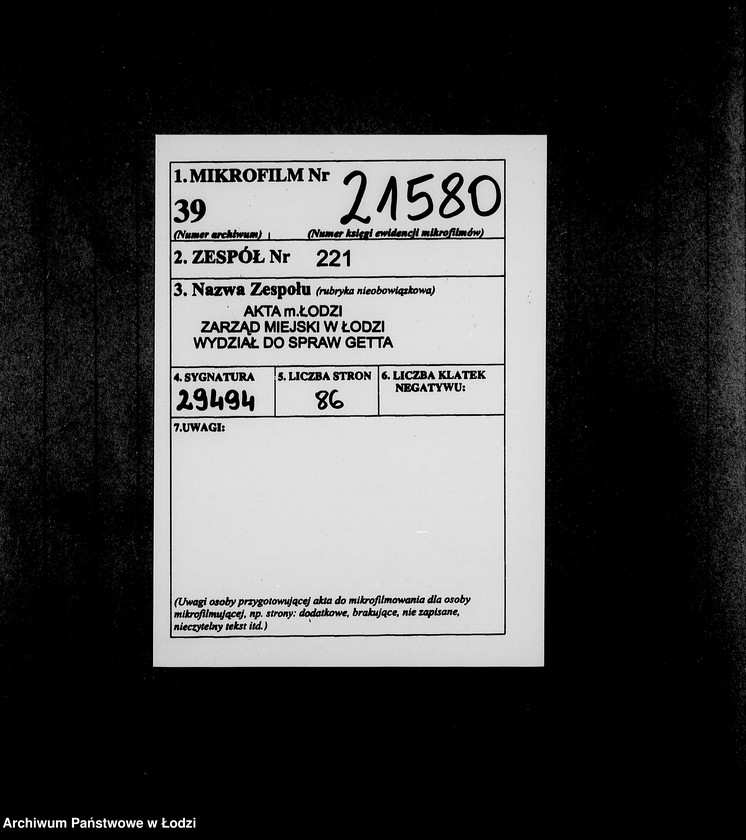 1. MIKROFILM Nr
39 21580
(Numer archiwum) (Numer księgi ewidencji mikrofilmów)
2. ZESPÓŁ Nr 221
3. Nazwa Zespołu (rubryka nieobowiązkowa)
AKTA m.ŁODZI
ZARZĄD MIEJSKI W ŁODZI
WYDZIAŁ DO SPRAW GETTA
4. SYGNATURA 5. LICZBA STRON 6. LICZBA KLATEK
NEGATYWU:
29494 86
7.UWAGI:
(Uwagi osoby przygotowującej akta do mikrofilmowania dla osoby
mikrofilmującej, np. strony: dodatkowe, brakujące, nie zapisane,
nieczytelny tekst itd.)
Archiwum Państwowe w Łodzi